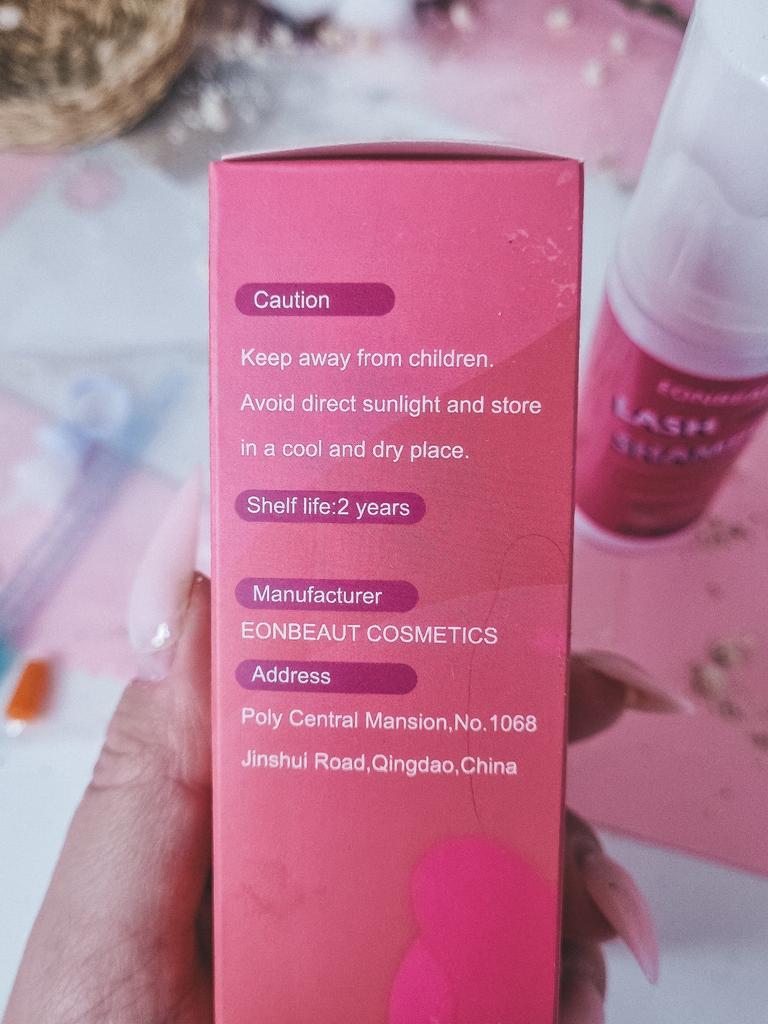 Caution
Keep away from children.
Avoid direct sunlight and store
in a cool and dry place.
Shelf life:2 years
Manufacturer
EONBEAUT COSMETICS
Address
Poly Central Mansion,No.1068
Jinshui Road,Qingdao,China
LASH